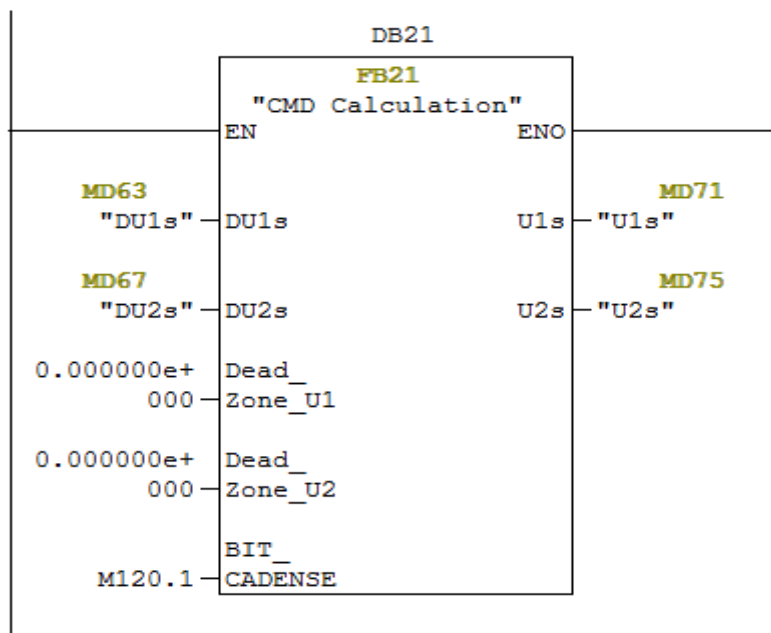 DB21
FB21
"CMD Calculation"
EN ENO
MD63 MD71
"DU1s" DU1s U1s "U1s"
MD67 MD75
"DU2s" DU2s U2s "U2s"
0.000000e+ Dead_
000 Zone_U1
0.000000e+ Dead_
000 Zone_U2
BIT_
M120.1 CADENSE